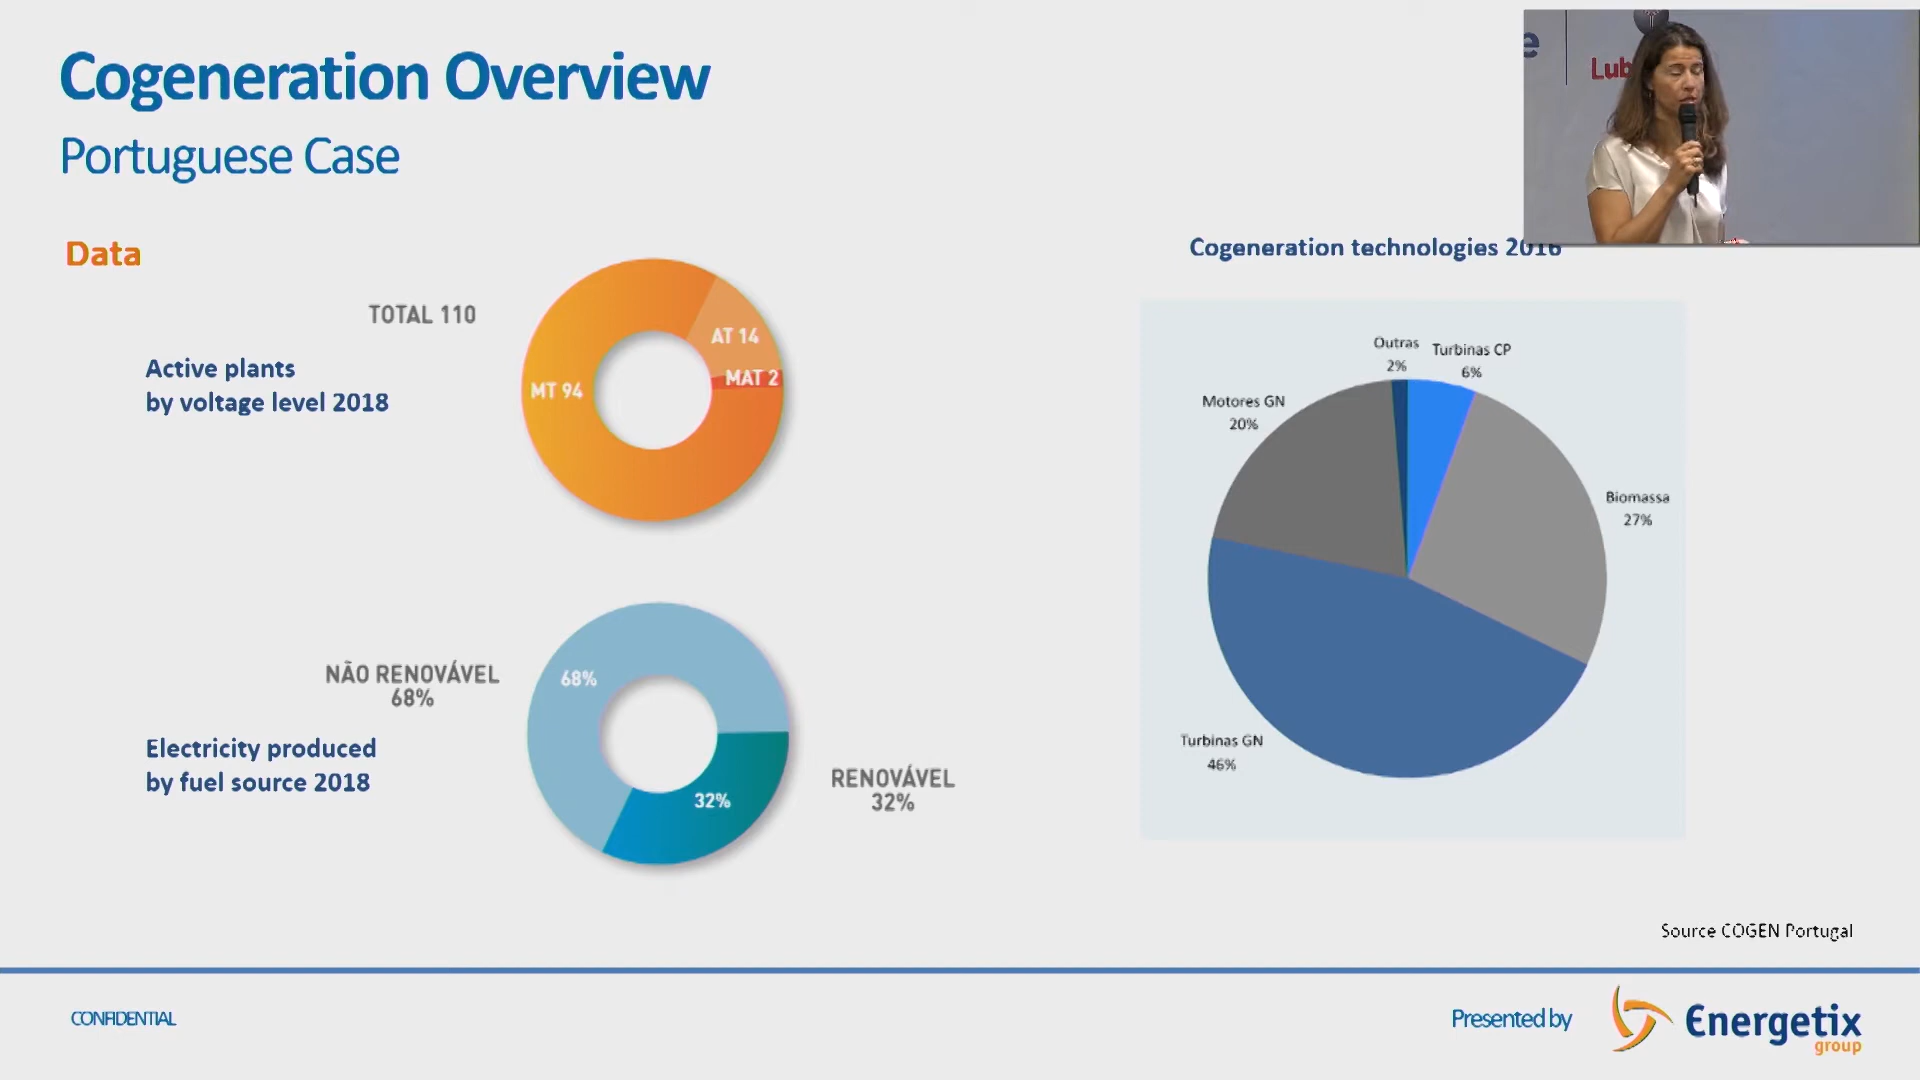 Cogeneration Overview
Portuguese Case
Data
TOTAL 110
Active plants
by voltage level 2018
AT 14
MAT 2
MT 94
NÃO RENOVÁVEL
68%
68%
Electricity produced
by fuel source 2018
32%
RENOVÁVEL
32%
Cogeneration technologies 2016
Outras
2%
Turbinas CP
6%
Motores GN
20%
Biomassa
27%
Turbinas GN
46%
Source COGEN Portugal
CONFIDENTIAL
Presented by
Energetix
group